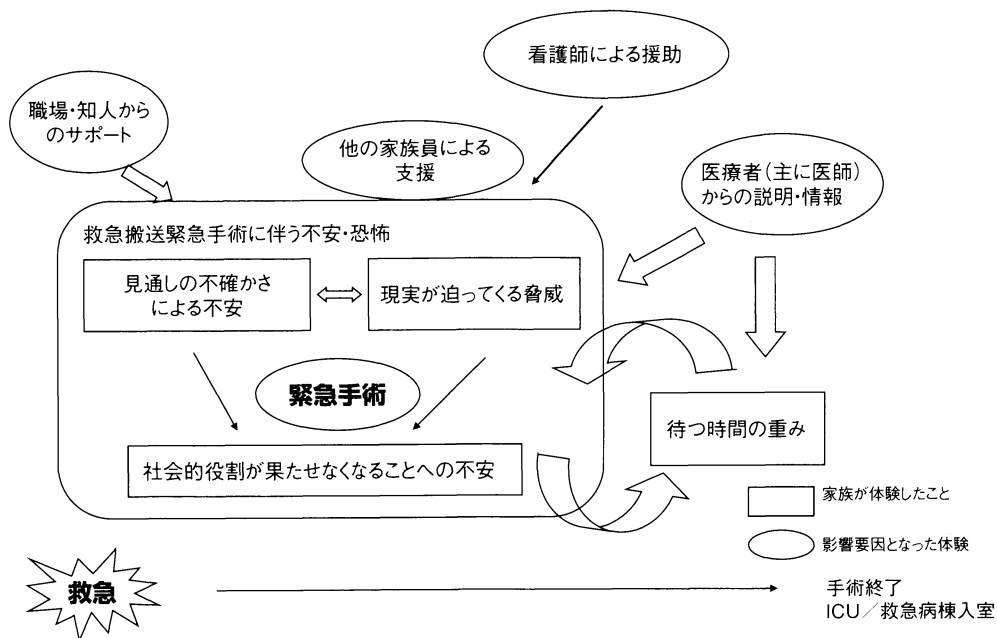 看護師による援助
職場・知人から
のサポート
他の家族員による
支援
医療者(主に医師)
からの説明・情報
救急搬送緊急手術に伴う不安・恐怖
見通しの不確かさ
による不安
現実が迫ってくる脅威
緊急手術
待つ時間の重み
社会的役割が果たせなくなることへの不安
家族が体験したこと
影響要因となった体験
救急
手術終了
ICU/救急病棟入室